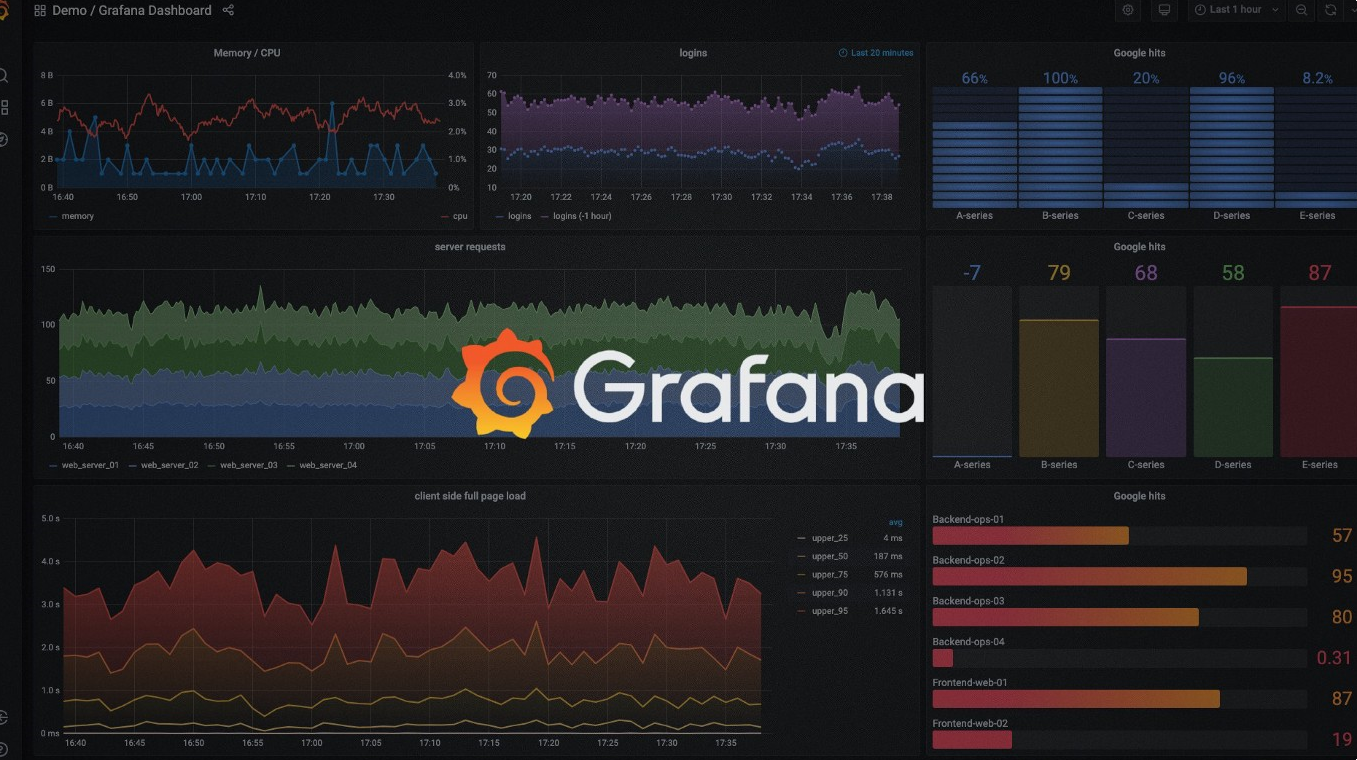 Demo / Grafana Dashboard
Last 1 hour
Memory / CPU
8 B
6 B
4 B
2 B
0 B
4.0%
3.0%
2.0%
1.0%
0%
16:40 16:50 17:00 17:10 17:20 17:30
memory cpu
logins
Last 20 minutes
70
60
50
40
30
20
10
17:20 17:22 17:24 17:26 17:28 17:30 17:32 17:34 17:36 17:38
logins logins (-1 hour)
Google hits
66% 100% 20% 96% 8.2%
A-series B-series C-series D-series E-series
server requests
150
100
50
0
16:40 16:45 16:50 16:55 17:00 17:05 17:10 17:15 17:20 17:25 17:30 17:35
web_server_01 web_server_02 web_server_03 web_server_04
Grafana
Google hits
-7 79 68 58 87
A-series B-series C-series D-series E-series
client side full page load
5.0 s
4.0 s
3.0 s
2.0 s
1.0 s
0 ms
16:40 16:45 16:50 16:55 17:00 17:05 17:10 17:15 17:20 17:25 17:30 17:35
avg
upper_25 4 ms
upper_50 187 ms
upper_75 576 ms
upper_90 1.131 s
upper_95 1.645 s
Google hits
Backend-ops-01
57
Backend-ops-02
95
Backend-ops-03
80
Backend-ops-04
0.31
Frontend-web-01
87
Frontend-web-02
19